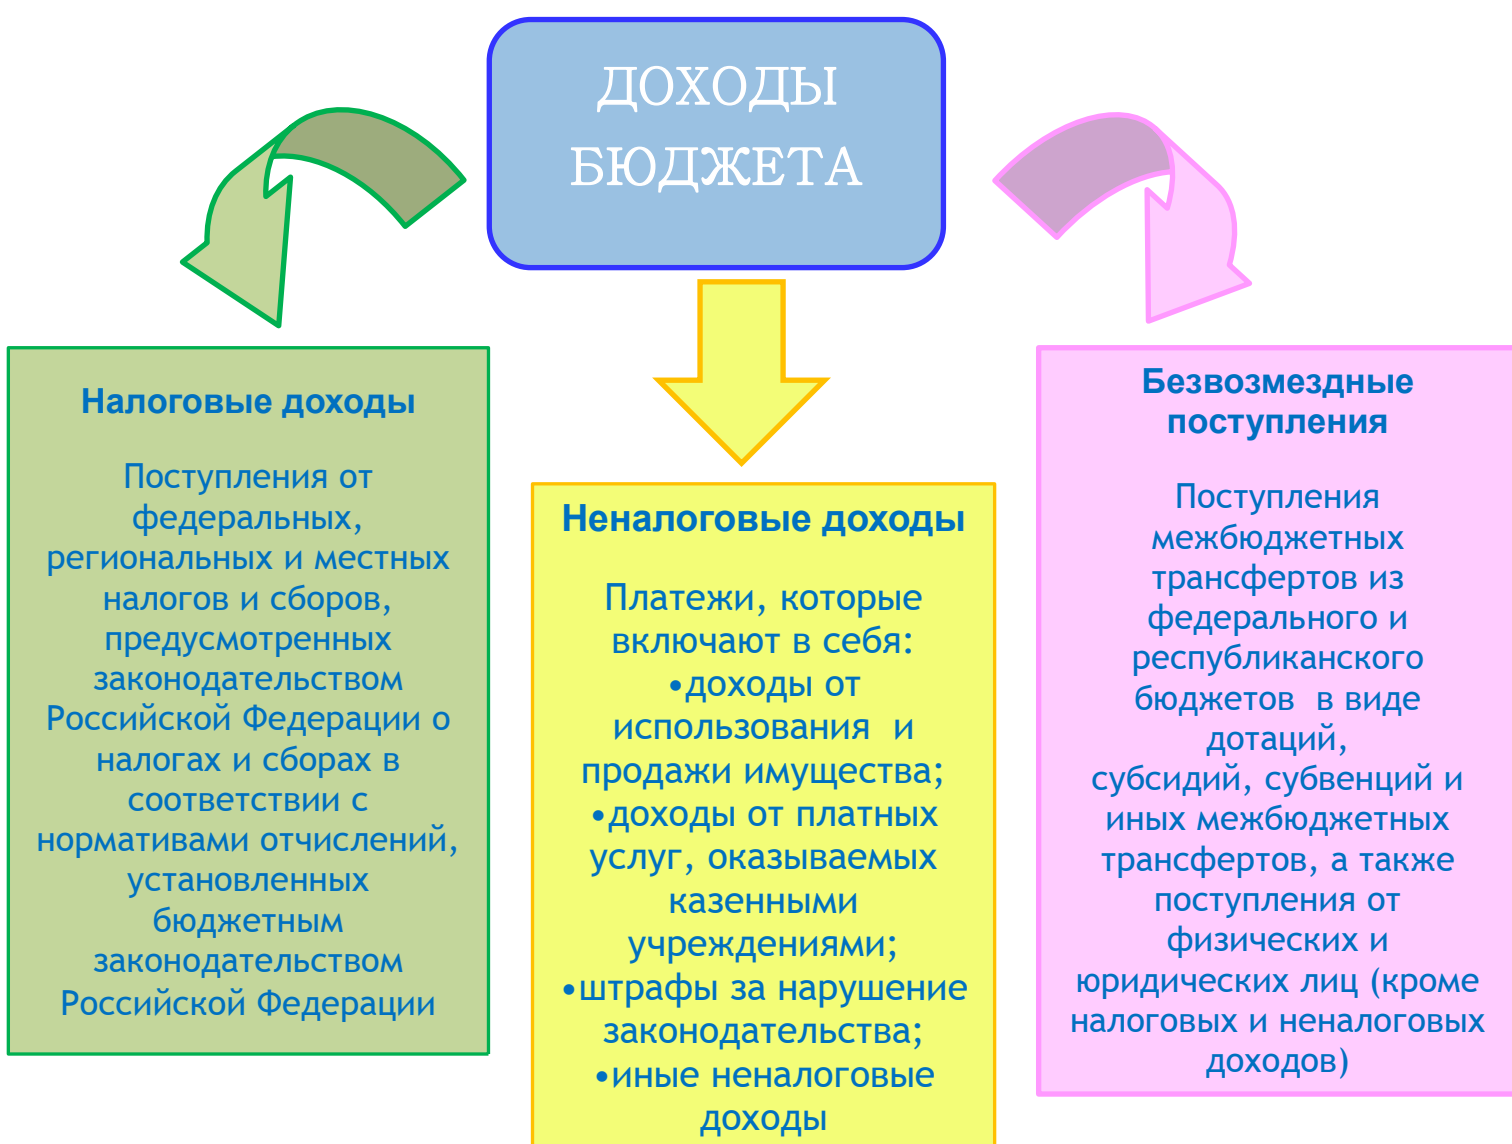 ДОХОДЫ
БЮДЖЕТА
Налоговые доходы
Поступления от
федеральных,
региональных и местных
налогов и сборов,
предусмотренных
законодательством
Российской Федерации о
налогах и сборах в
соответствии с
нормативами отчислений,
установленных
бюджетным
законодательством
Российской Федерации
Неналоговые доходы
Платежи, которые
включают в себя:
•доходы от
использования  и
продажи имущества;
•доходы от платных
услуг, оказываемых
казенными
учреждениями;
•штрафы за нарушение
законодательства;
•иные неналоговые
доходы
Безвозмездные
поступления
Поступления
межбюджетных
трансфертов из
федерального и
республиканского
бюджетов  в виде
дотаций,
субсидий, субвенций и
иных межбюджетных
трансфертов, а также
поступления от
физических и
юридических лиц (кроме
налоговых и неналоговых
доходов)